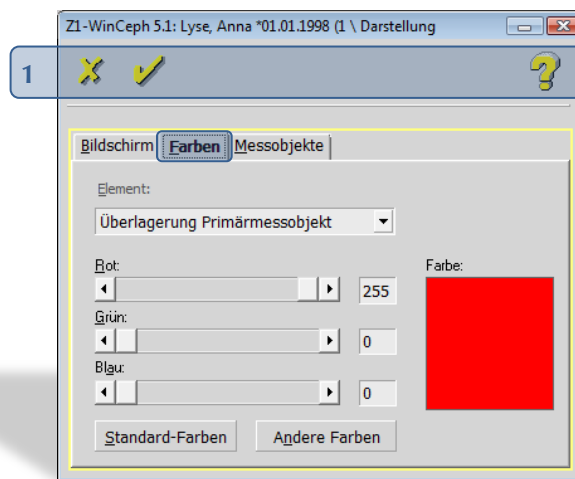 Z1-WinCeph 5.1: Lyse, Anna *01.01.1998 (1 \ Darstellung
1
Bildschirm Farben Messobjekte
Element:
Überlagerung Primärmessobjekt
Rot:
255
Farbe:
Grün:
0
Blau:
0
Standard-Farben Andere Farben